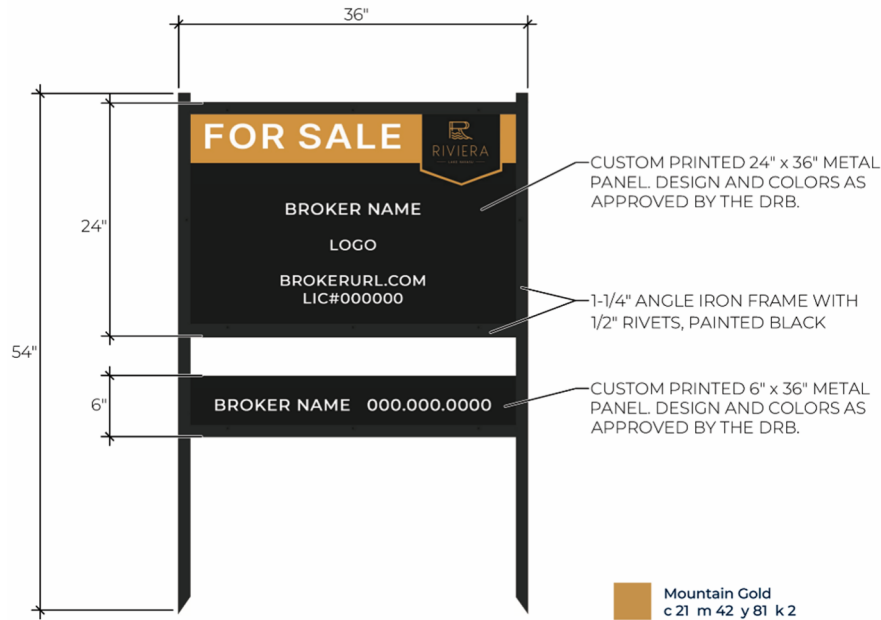 36"
FOR SALE
RIVIERA
24"
BROKER NAME
LOGO
BROKERURL.COM
LIC#000000
CUSTOM PRINTED 24" x 36" METAL
PANEL. DESIGN AND COLORS AS
APPROVED BY THE DRB.
1-1/4" ANGLE IRON FRAME WITH
1/2" RIVETS, PAINTED BLACK
54"
6"
BROKER NAME 000.000.0000
CUSTOM PRINTED 6" x 36" METAL
PANEL. DESIGN AND COLORS AS
APPROVED BY THE DRB.
Mountain Gold
c 21 m 42 y 81 k 2